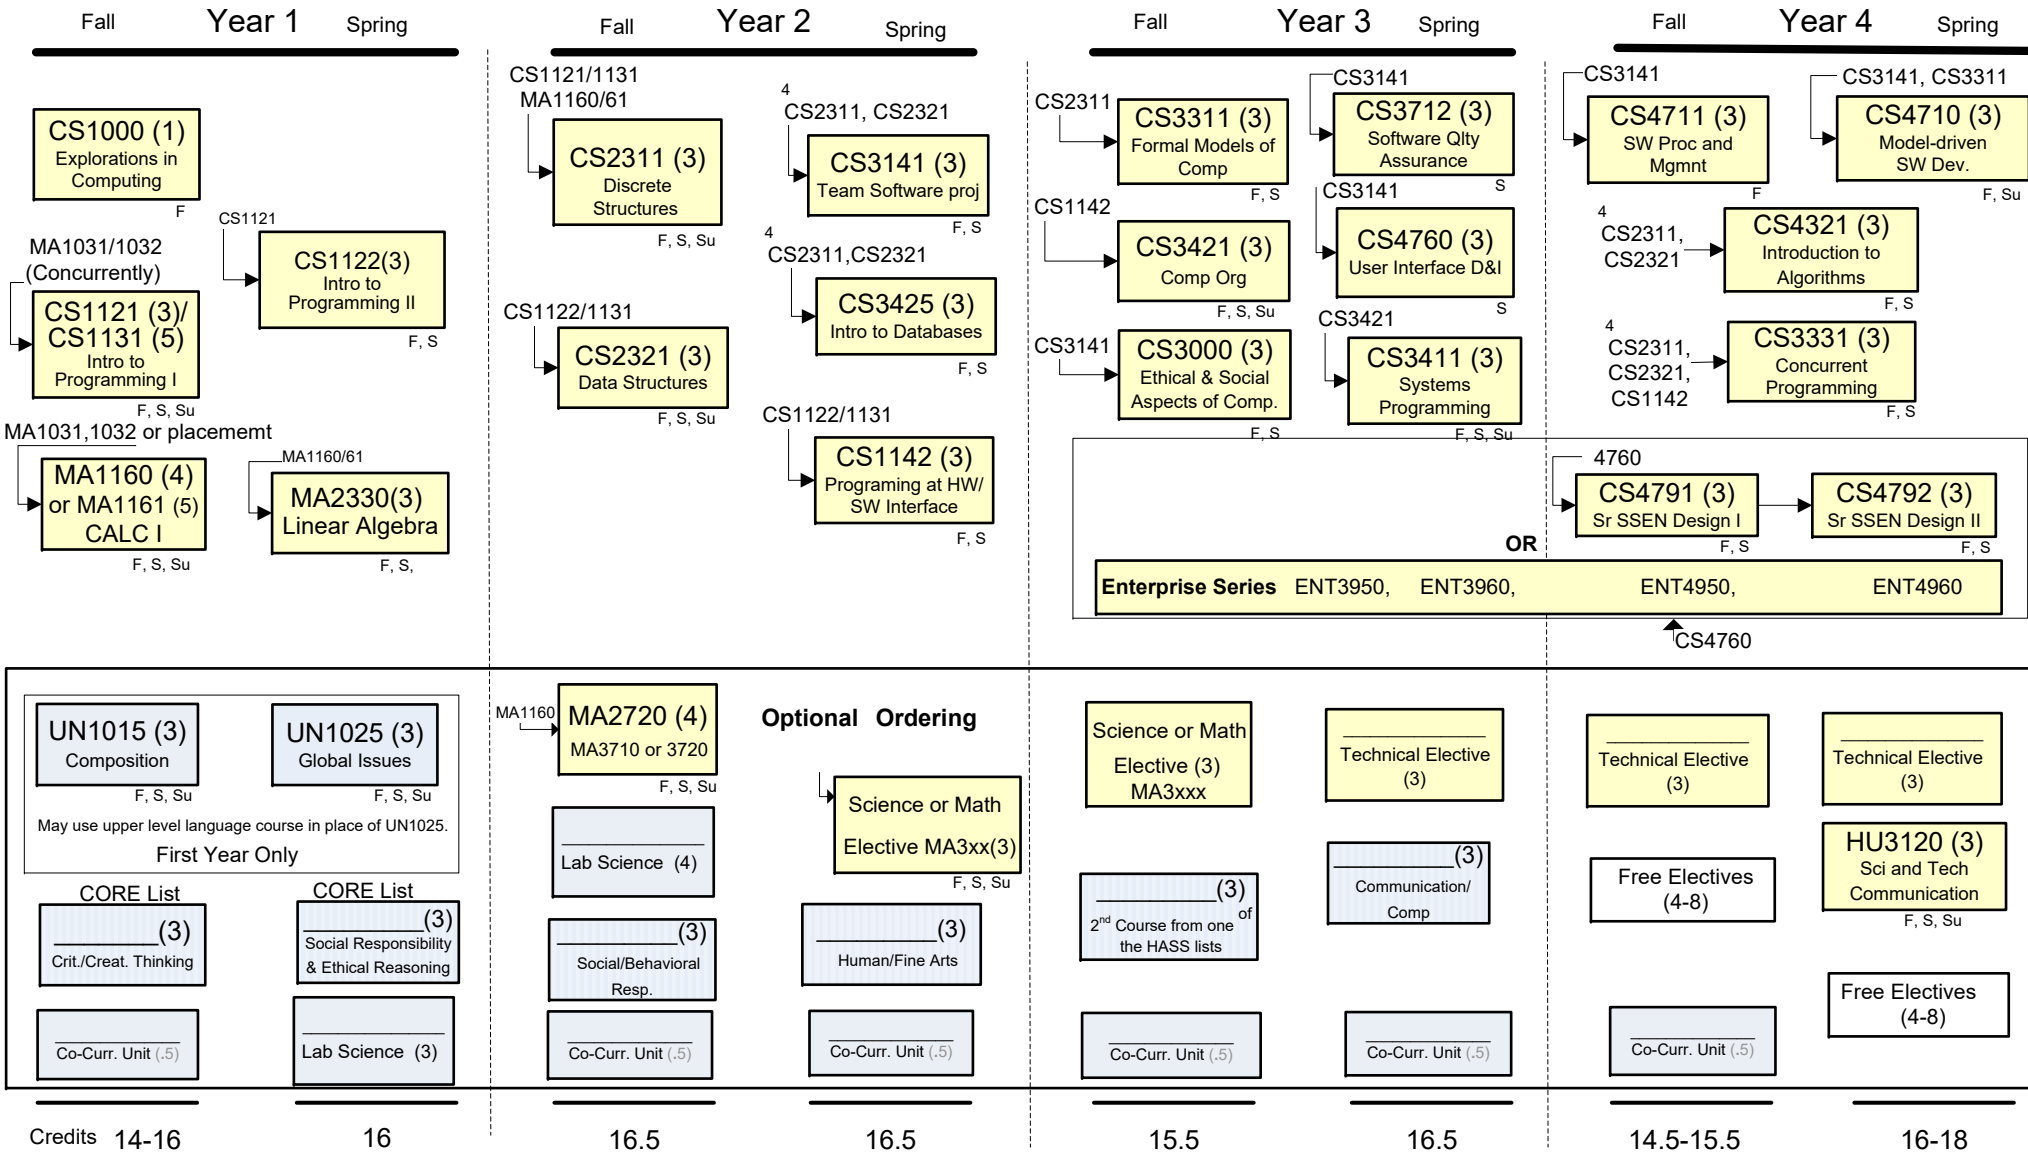 Fall
Year 1
Spring
CS1000 (1)
Explorations in
Computing
F
MA1031/1032
(Concurrently)
CS1121 (3)/
CS1131 (5)
Intro to
Programming I
F, S, Su
CS1121
CS1122(3)
Intro to
Programming II
F, S
MA1031,1032 or placememt
MA1160 (4)
or MA1161 (5)
CALC I
F, S, Su
MA1160/61
MA2330(3)
Linear Algebra
F, S,
Fall
Year 2
Spring
CS1121/1131
MA1160/61
CS2311 (3)
Discrete
Structures
F, S, Su
CS1122/1131
CS2321 (3)
Data Structures
F, S, Su
4
CS2311, CS2321
CS3141 (3)
Team Software proj
F, S
4
CS2311,CS2321
CS3425 (3)
Intro to Databases
F, S
CS1122/1131
CS1142 (3)
Programing at HW/
SW Interface
F, S
Fall
Year 3
Spring
CS2311
CS3311 (3)
Formal Models of
Comp
F, S
CS1142
CS3421 (3)
Comp Org
F, S, Su
CS3141
CS3000 (3)
Ethical & Social
Aspects of Comp.
F, S
CS3141
CS3712 (3)
Software Qlty
Assurance
S
CS3141
CS4760 (3)
User Interface D&I
S
CS3421
CS3411 (3)
Systems
Programming
F, S, Su
Fall
Year 4
Spring
CS3141
CS4711 (3)
SW Proc and
Mgmnt
F
CS3141, CS3311
CS4710 (3)
Model-driven
SW Dev.
F, Su
4
CS2311,
CS2321
CS4321 (3)
Introduction to
Algorithms
F, S
4
CS2311,
CS2321,
CS1142
CS3331 (3)
Concurrent
Programming
F, S
4760
CS4791 (3)
Sr SSEN Design I
F, S
CS4792 (3)
Sr SSEN Design II
F, S
OR
Enterprise Series ENT3950, ENT3960, ENT4950, ENT4960
CS4760
UN1015 (3)
Composition
F, S, Su
UN1025 (3)
Global Issues
F, S, Su
May use upper level language course in place of UN1025.
First Year Only
CORE List
__________(3)
Crit./Creat. Thinking
Co-Curr. Unit (.5)
CORE List
__________(3)
Social Responsibility
& Ethical Reasoning
Lab Science (3)
MA1160
MA2720 (4)
MA3710 or 3720
F, S, Su
Lab Science (4)
__________(3)
Social/Behavioral
Resp.
Co-Curr. Unit (.5)
Optional Ordering
Science or Math
Elective MA3xx(3)
F, S, Su
__________(3)
Human/Fine Arts
Co-Curr. Unit (.5)
Science or Math
Elective (3)
MA3xxx
__________(3)
2nd Course from one of
the HASS lists
Co-Curr. Unit (.5)
Technical Elective
(3)
__________(3)
Communication/
Comp
Co-Curr. Unit (.5)
Technical Elective
(3)
Free Electives
(4-8)
Co-Curr. Unit (.5)
Technical Elective
(3)
HU3120 (3)
Sci and Tech
Communication
F, S, Su
Free Electives
(4-8)
Credits 14-16 16 16.5 16.5 15.5 16.5 14.5-15.5 16-18